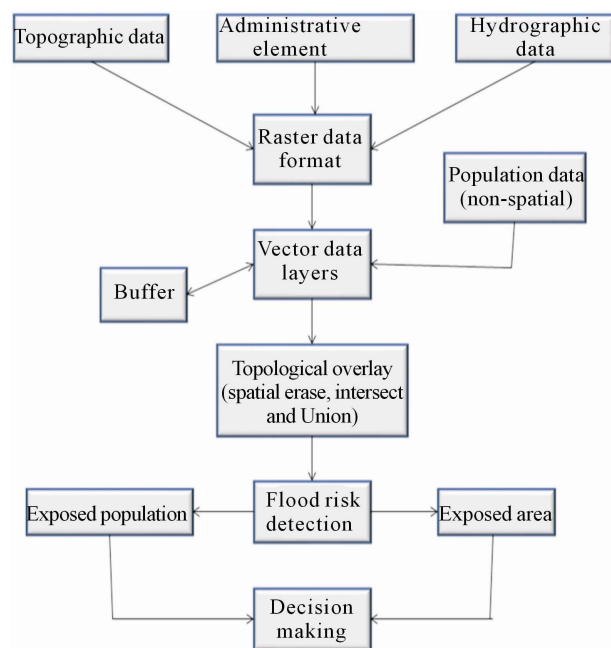 Topographic data
Administrative
element
Hydrographic
data
Raster data
format
Population data
(non-spatial)
Vector data
layers
Buffer
Topological overlay
(spatial erase, intersect
and Union)
Flood risk
detection
Exposed population
Exposed area
Decision
making